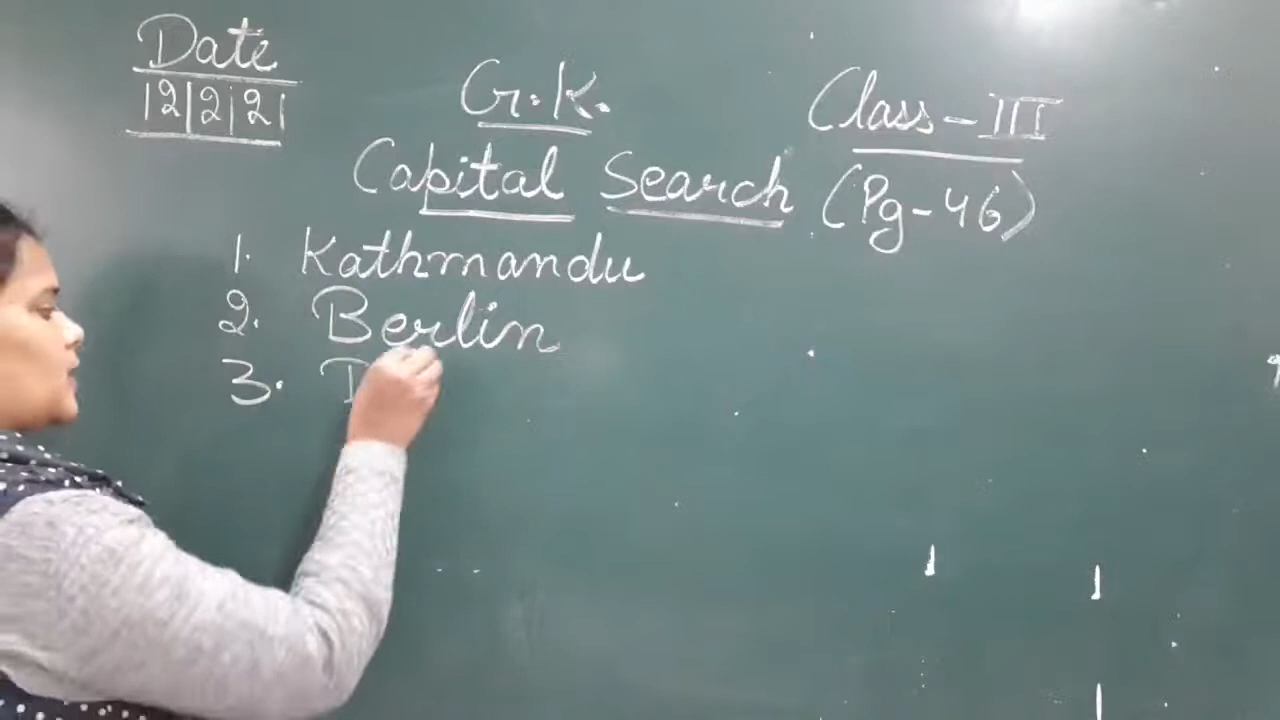 Date
12|2|21
G.K.
Class-III
Capital Search (Pg-46)
1. Kathmandu
2. Berlin
3.